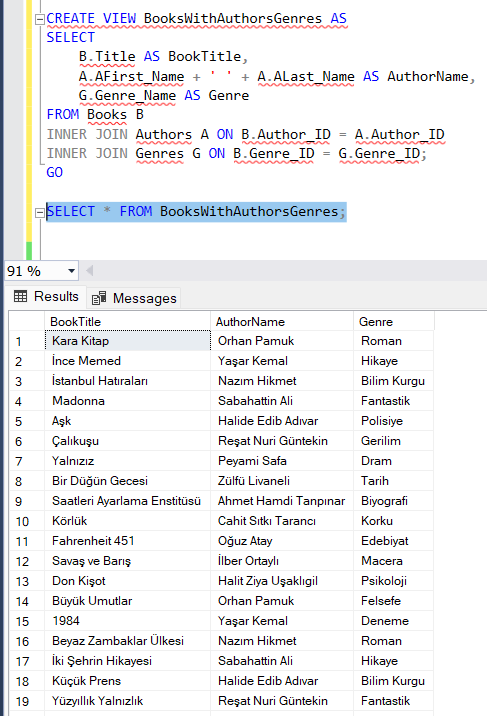 CREATE VIEW BooksWithAuthorsGenres AS
SELECT
B.Title AS BookTitle,
A.AFirst_Name + ' ' + A.ALast_Name AS AuthorName,
G.Genre_Name AS Genre
FROM Books B
INNER JOIN Authors A ON B.Author_ID = A.Author_ID
INNER JOIN Genres G ON B.Genre_ID = G.Genre_ID;
GO
SELECT * FROM BooksWithAuthorsGenres;
91 %
Results Messages
BookTitle AuthorName Genre
1 Kara Kitap Orhan Pamuk Roman
2 İnce Memed Yaşar Kemal Hikaye
3 İstanbul Hatıraları Nazım Hikmet Bilim Kurgu
4 Madonna Sabahattin Ali Fantastik
5 Aşk Halide Edib Adıvar Polisiye
6 Çalıkuşu Reşat Nuri Güntekin Gerilim
7 Yalnızız Peyami Safa Dram
8 Bir Düğün Gecesi Zülfü Livaneli Tarih
9 Saatleri Ayarlama Enstitüsü Ahmet Hamdi Tanpınar Biyografi
10 Körlük Cahit Sıtkı Tarancı Korku
11 Fahrenheit 451 Oğuz Atay Edebiyat
12 Savaş ve Barış İlber Ortaylı Macera
13 Don Kişot Halit Ziya Uşaklıgil Psikoloji
14 Büyük Umutlar Orhan Pamuk Felsefe
15 1984 Yaşar Kemal Deneme
16 Beyaz Zambaklar Ülkesi Nazım Hikmet Roman
17 İki Şehrin Hikayesi Sabahattin Ali Hikaye
18 Küçük Prens Halide Edib Adıvar Bilim Kurgu
19 Yüzyıllık Yalnızlık Reşat Nuri Güntekin Fantastik